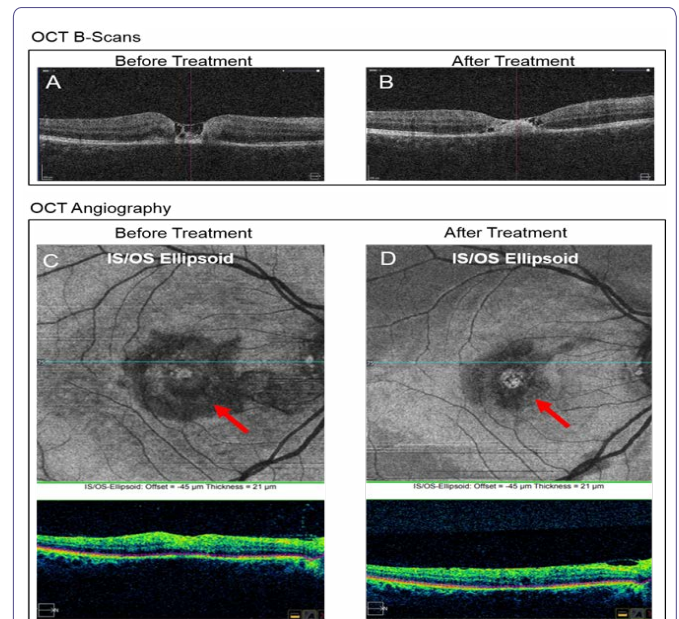 OCT B-Scans
Before Treatment
After Treatment
A
B
OCT Angiography
Before Treatment
After Treatment
C
IS/OS Ellipsoid
D
IS/OS Ellipsoid
IS/OS-Ellipsoid: Offset = -45 µm Thickness = 21 µm
IS/OS-Ellipsoid: Offset = -45 µm Thickness = 21 µm